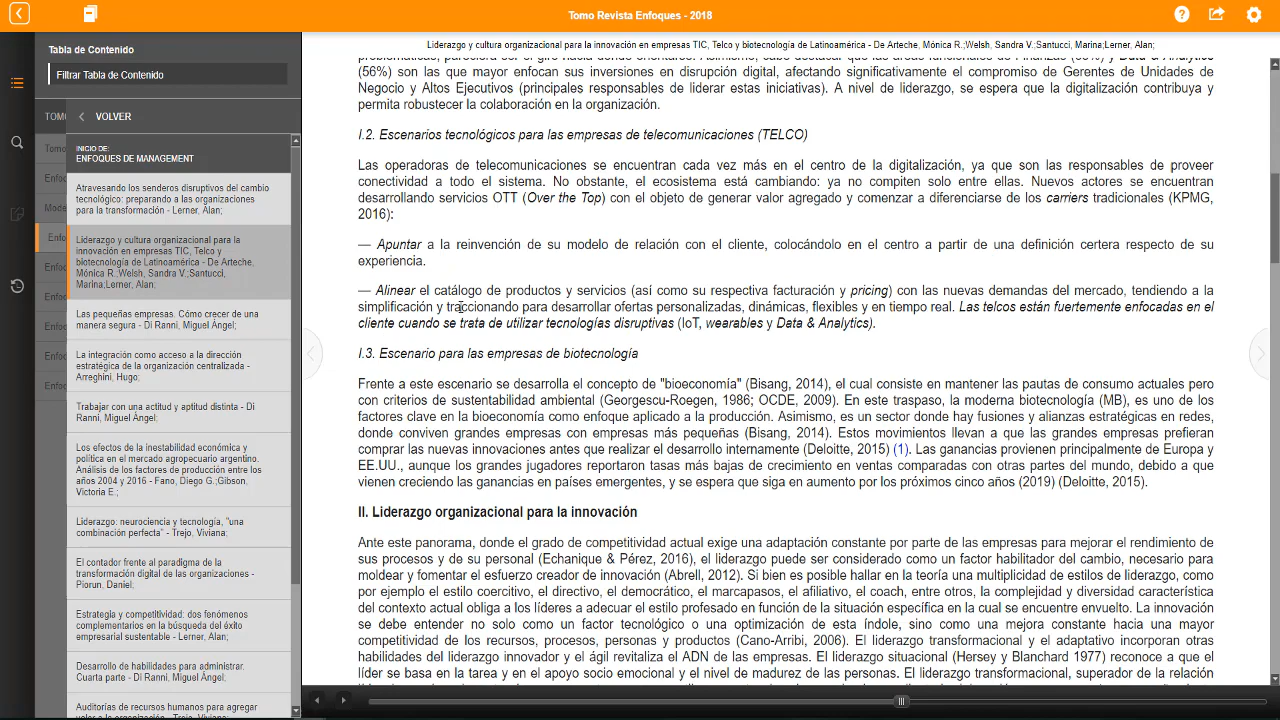 Tomo Revista Enfoques - 2018
Tabla de Contenido
Filtrar Tabla de Contenido
VOLVER
INICIO DE:
ENFOQUES DE MANAGEMENT
Atravesando los senderos disruptivos del cambio
tecnológico: preparando a las organizaciones
para la transformación - Lerner, Alan;
Liderazgo y cultura organizacional para la
innovación en empresas TIC, Telco y
biotecnología de Latinoamérica - De Arteche,
Mónica R.;Welsh, Sandra V.;Santucci,
Marina;Lerner, Alan;
Las pequeñas empresas. Cómo crecer de una
manera segura - Di Ranni, Miguel Ángel;
La integración como acceso a la dirección
estratégica de la organización centralizada -
Arreghini, Hugo;
Trabajar con una actitud y aptitud distinta - Di
Ranni, Miguel Ángel;
Los efectos de la inestabilidad económica y
política en el mercado agropecuario argentino.
Análisis de los factores de producción entre los
años 2004 y 2016 - Fano, Diego G.;Gibson,
Victoria E.;
Liderazgo: neurociencia y tecnología, "una
combinación perfecta" - Trejo, Viviana;
El contador frente al paradigma de la
transformación digital de las organizaciones -
Piorun, Daniel;
Estrategia y competitividad: dos fenómenos
complementarios en la búsqueda del éxito
empresarial sustentable - Lerner, Alan;
Desarrollo de habilidades para administrar.
Cuarta parte - Di Ranni, Miguel Ángel;
Auditorías de recursos humanos para agregar
Liderazgo y cultura organizacional para la innovación en empresas TIC, Telco y biotecnología de Latinoamérica - De Arteche, Mónica R.;Welsh, Sandra V.;Santucci, Marina;Lerner, Alan;
(56%) son las que mayor enfocan sus inversiones en disrupción digital, afectando significativamente el compromiso de Gerentes de Unidades de
Negocio y Altos Ejecutivos (principales responsables de liderar estas iniciativas). A nivel de liderazgo, se espera que la digitalización contribuya y
permita robustecer la colaboración en la organización.
I.2. Escenarios tecnológicos para las empresas de telecomunicaciones (TELCO)
Las operadoras de telecomunicaciones se encuentran cada vez más en el centro de la digitalización, ya que son las responsables de proveer
conectividad a todo el sistema. No obstante, el ecosistema está cambiando: ya no compiten solo entre ellas. Nuevos actores se encuentran
desarrollando servicios OTT (Over the Top) con el objeto de generar valor agregado y comenzar a diferenciarse de los carriers tradicionales (KPMG,
2016):
— Apuntar a la reinvención de su modelo de relación con el cliente, colocándolo en el centro a partir de una definición certera respecto de su
experiencia.
— Alinear el catálogo de productos y servicios (así como su respectiva facturación y pricing) con las nuevas demandas del mercado, tendiendo a la
simplificación y traccionando para desarrollar ofertas personalizadas, dinámicas, flexibles y en tiempo real. Las telcos están fuertemente enfocadas en el
cliente cuando se trata de utilizar tecnologías disruptivas (IoT, wearables y Data & Analytics).
I.3. Escenario para las empresas de biotecnología
Frente a este escenario se desarrolla el concepto de "bioeconomía" (Bisang, 2014), el cual consiste en mantener las pautas de consumo actuales pero
con criterios de sustentabilidad ambiental (Georgescu-Roegen, 1986; OCDE, 2009). En este traspaso, la moderna biotecnología (MB), es uno de los
factores clave en la bioeconomía como enfoque aplicado a la producción. Asimismo, es un sector donde hay fusiones y alianzas estratégicas en redes,
donde conviven grandes empresas con empresas más pequeñas (Bisang, 2014). Estos movimientos llevan a que las grandes empresas prefieran
comprar las nuevas innovaciones antes que realizar el desarrollo internamente (Deloitte, 2015) (1). Las ganancias provienen principalmente de Europa y
EE.UU., aunque los grandes jugadores reportaron tasas más bajas de crecimiento en ventas comparadas con otras partes del mundo, debido a que
vienen creciendo las ganancias en países emergentes, y se espera que siga en aumento por los próximos cinco años (2019) (Deloitte, 2015).
II. Liderazgo organizacional para la innovación
Ante este panorama, donde el grado de competitividad actual exige una adaptación constante por parte de las empresas para mejorar el rendimiento de
sus procesos y de su personal (Echanique & Pérez, 2016), el liderazgo puede ser considerado como un factor habilitador del cambio, necesario para
moldear y fomentar el esfuerzo creador de innovación (Abrell, 2012). Si bien es posible hallar en la teoría una multiplicidad de estilos de liderazgo, como
por ejemplo el estilo coercitivo, el directivo, el democrático, el marcapasos, el afiliativo, el coach, entre otros, la complejidad y diversidad característica
del contexto actual obliga a los líderes a adecuar el estilo profesado en función de la situación específica en la cual se encuentre envuelto. La innovación
se debe entender no solo como un factor tecnológico o una optimización de esta índole, sino como una mejora constante hacia una mayor
competitividad de los recursos, procesos, personas y productos (Cano-Arribi, 2006). El liderazgo transformacional y el adaptativo incorporan otras
habilidades del liderazgo innovador y el ágil revitaliza el ADN de las empresas. El liderazgo situacional (Hersey y Blanchard 1977) reconoce a que el
líder se basa en la tarea y en el apoyo socio emocional y el nivel de madurez de las personas. El liderazgo transformacional, superador de la relación